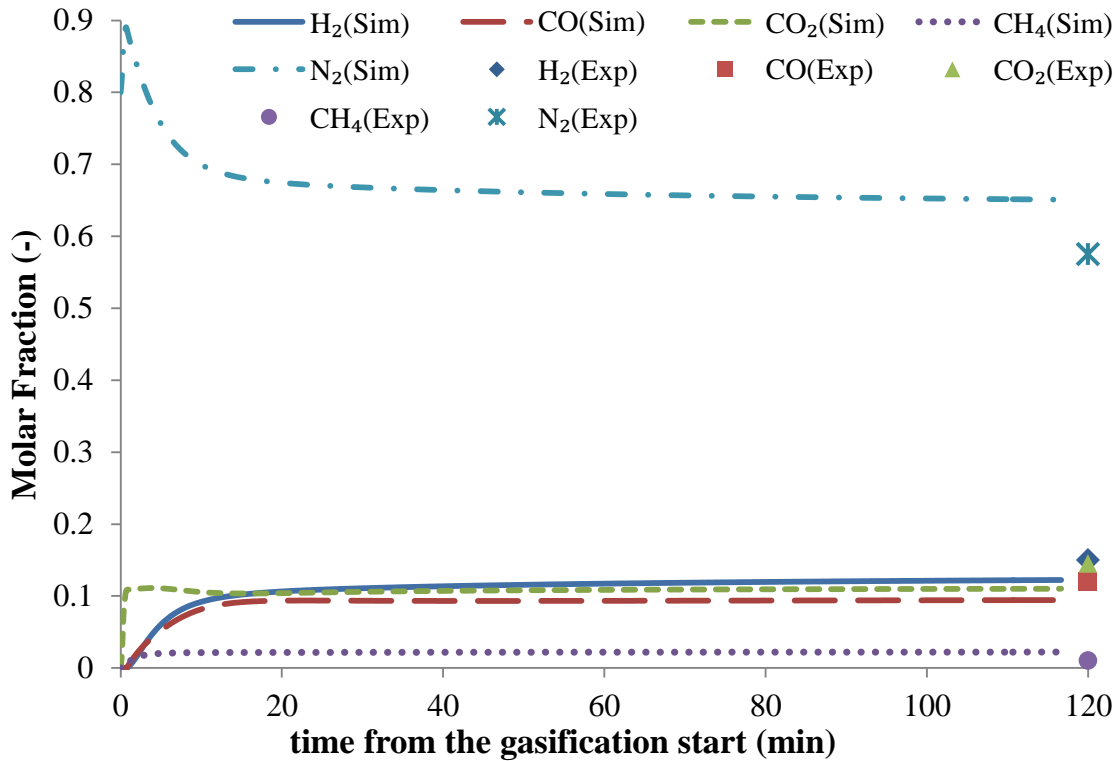 0.9
H₂(Sim) CO(Sim) CO₂(Sim) CH₄(Sim)
N₂(Sim) H₂(Exp) CO(Exp) CO₂(Exp)
0.8
CH₄(Exp) N₂(Exp)
0.7
0.6
0.5
0.4
0.3
0.2
0.1
0
Molar Fraction (-)
0 20 40 60 80 100 120
time from the gasification start (min)